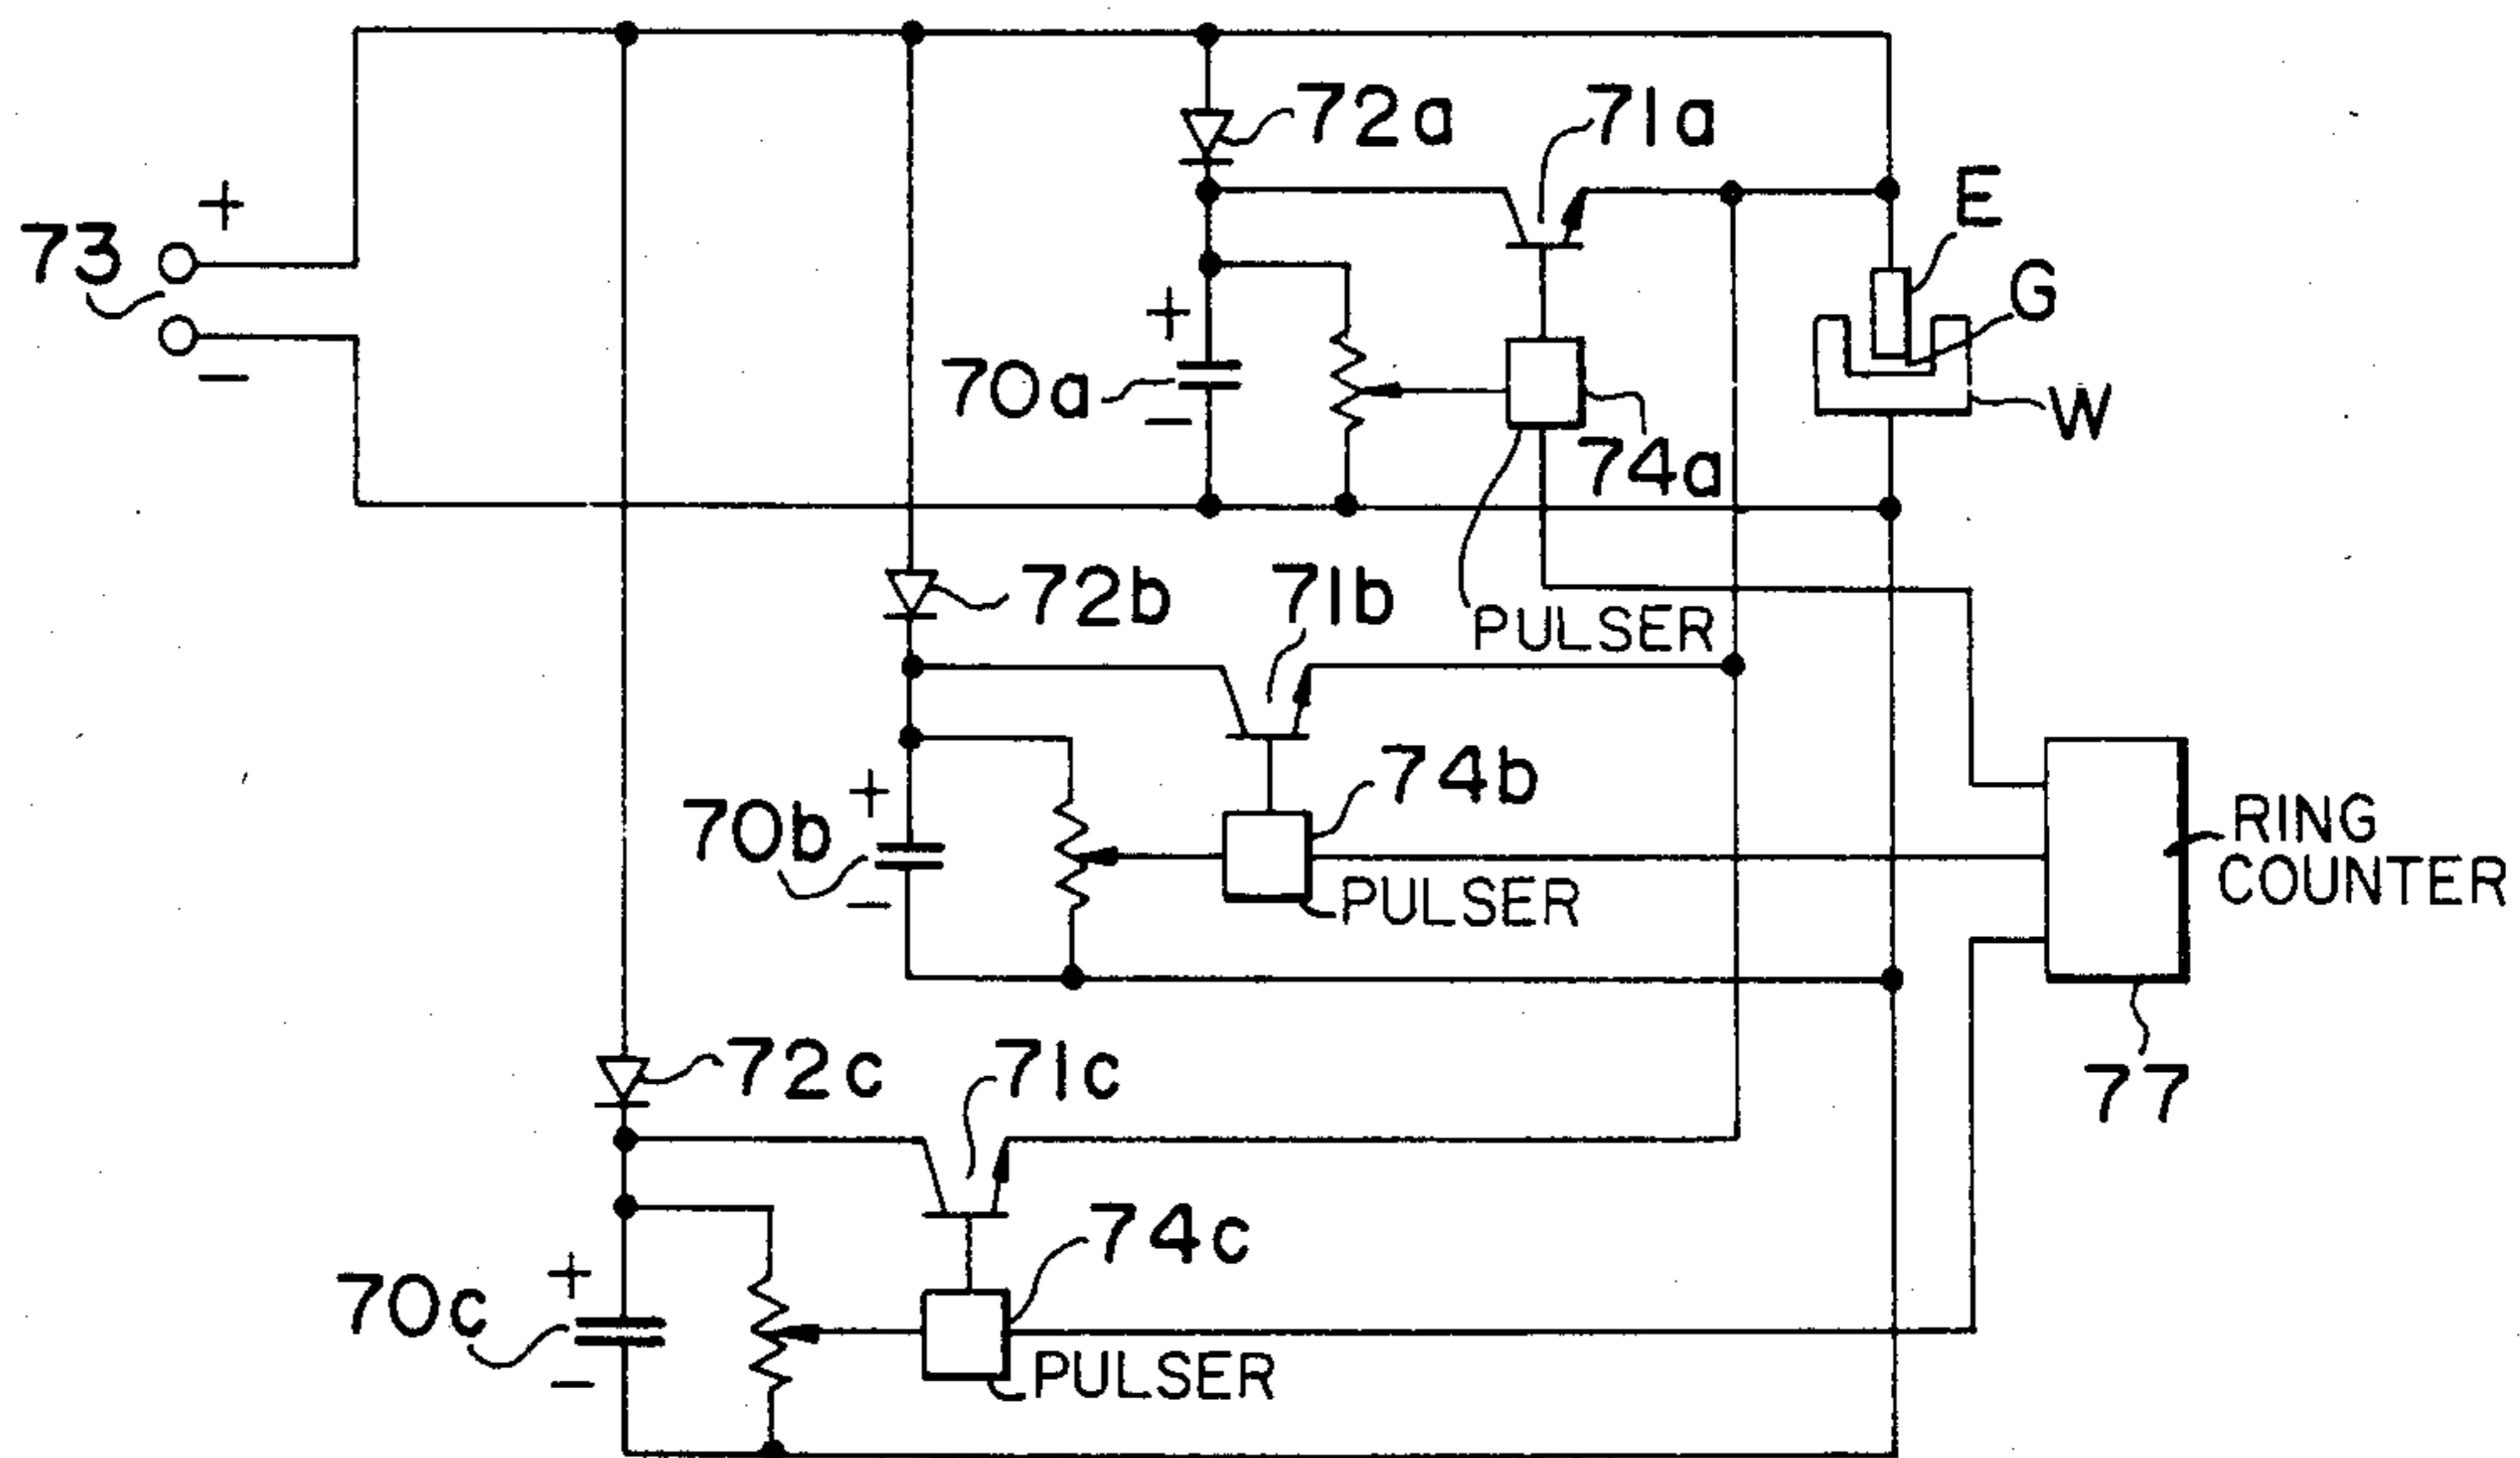 72a
71a
+
E
73
G
+
70a
W
−
−
74a
72b
71b
PULSER
74b
+
70b
RING
COUNTER
PULSER
−
72c
71c
77
74c
+
70c
PULSER
−